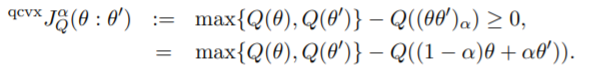 qcvx J_Q^α(θ : θ′) := max{Q(θ), Q(θ′)} − Q((θθ′)_α) ≥ 0,
= max{Q(θ), Q(θ′)} − Q((1 − α)θ + αθ′)).